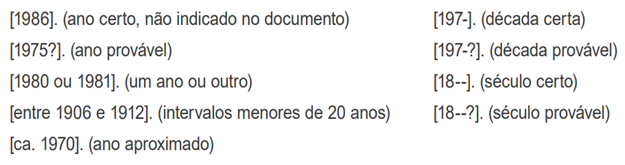 [1986]. (ano certo, não indicado no documento)
[1975?]. (ano provável)
[1980 ou 1981]. (um ano ou outro)
[entre 1906 e 1912]. (intervalos menores de 20 anos)
[ca. 1970]. (ano aproximado)
[197-]. (década certa)
[197-?]. (década provável)
[18--]. (século certo)
[18--?]. (século provável)